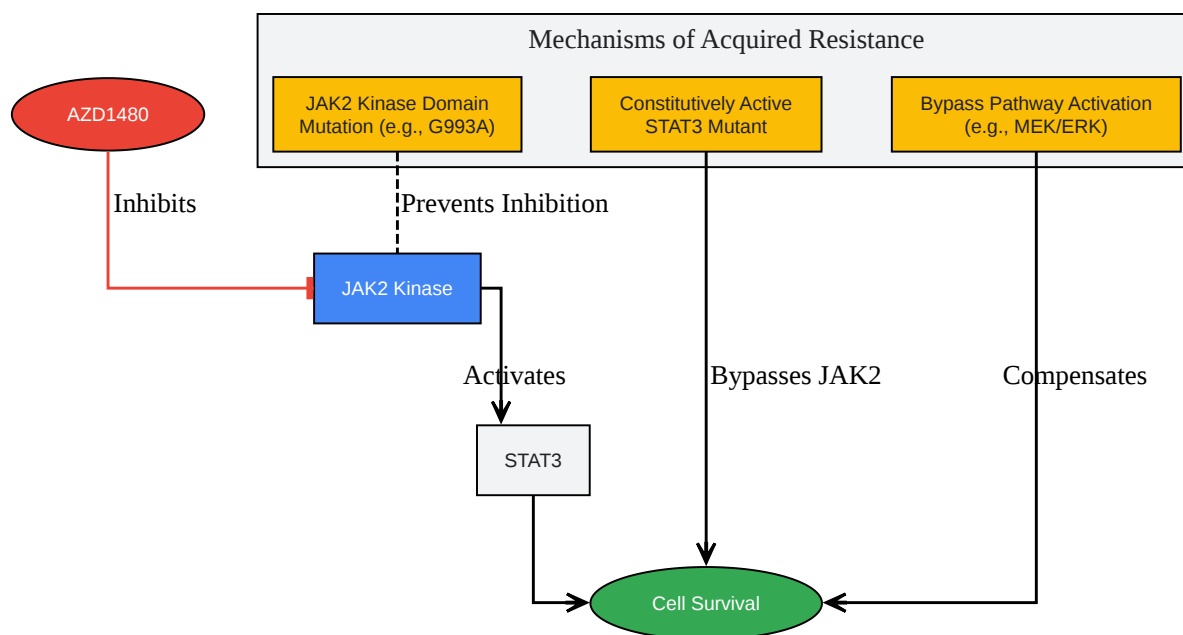 Mechanisms of Acquired Resistance
AZD1480
JAK2 Kinase Domain
Mutation (e.g., G993A)
Constitutively Active
STAT3 Mutant
Bypass Pathway Activation
(e.g., MEK/ERK)
Inhibits
Prevents Inhibition
JAK2 Kinase
Activates
Bypasses JAK2
Compensates
STAT3
Cell Survival